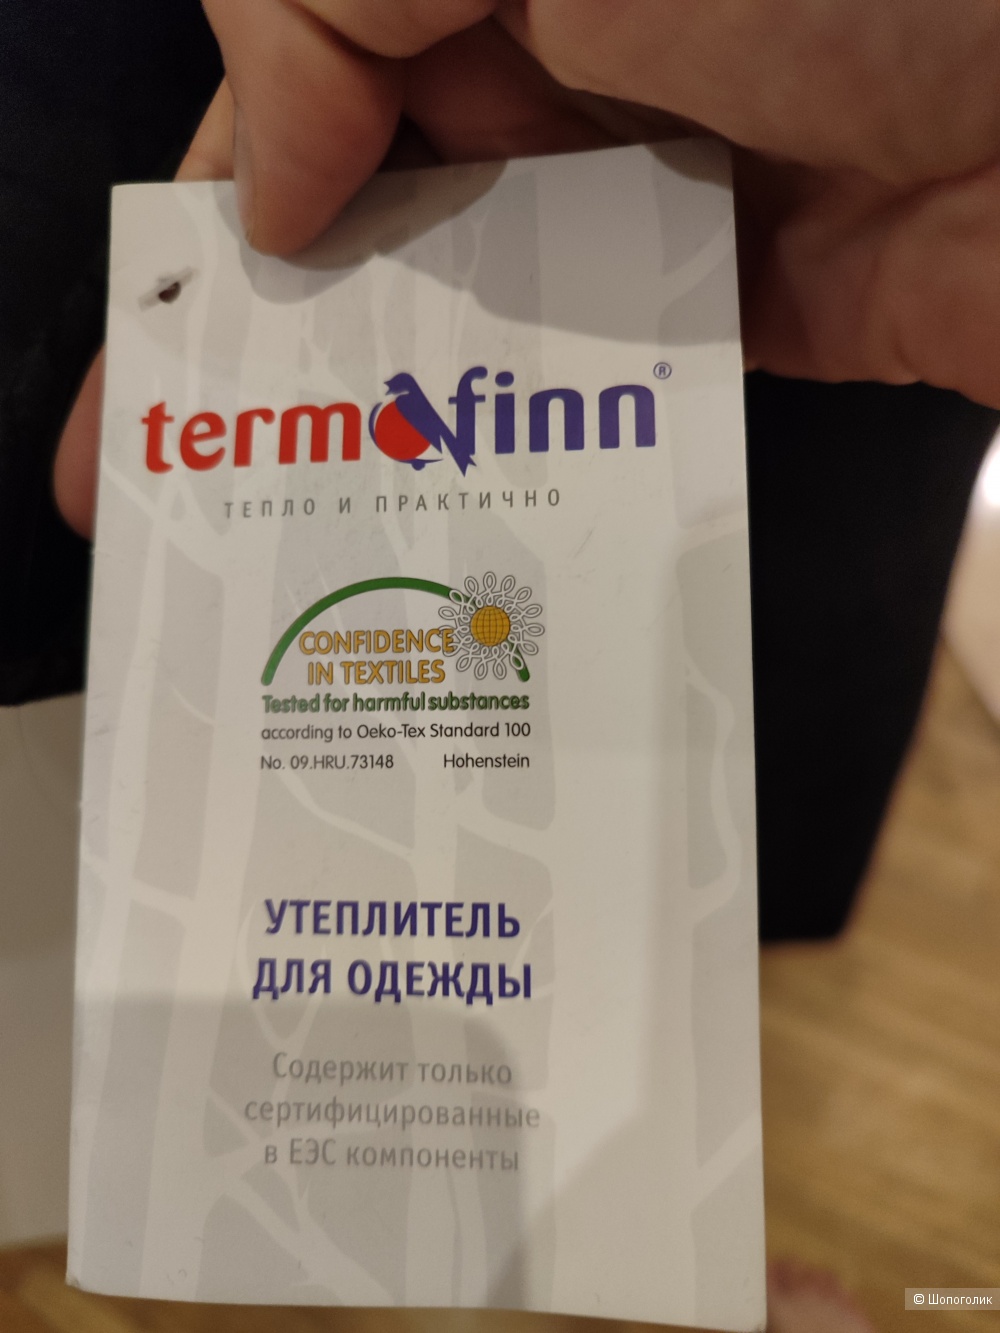 termofinn®
ТЕПЛО И ПРАКТИЧНО
CONFIDENCE
IN TEXTILES
Tested for harmful substances
according to Oeko-Tex Standard 100
No. 09.HRU.73148 Hohenstein
УТЕПЛИТЕЛЬ
ДЛЯ ОДЕЖДЫ
Содержит только
сертифицированные
в ЕЭС компоненты
© Шопоголик